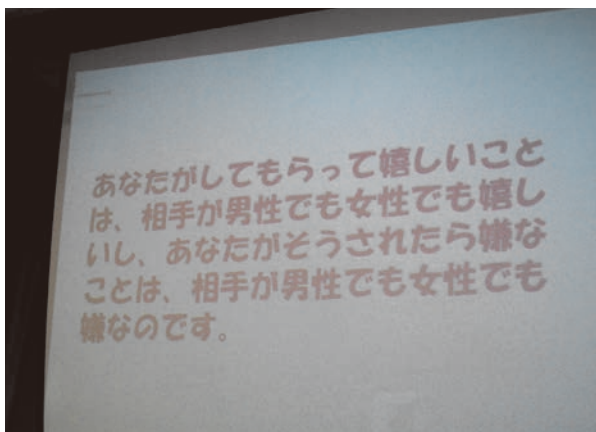 あなたがしてもらって嬉しいこと
は、相手が男性でも女性でも嬉し
いし、あなたがそうされたら嫌な
ことは、相手が男性でも女性でも
嫌なのです。